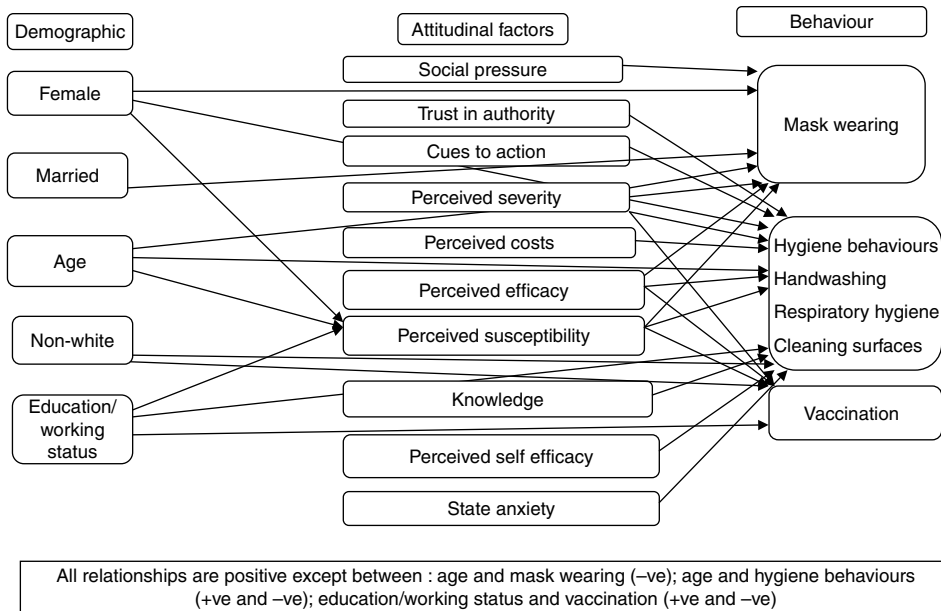 Demographic
Attitudinal factors
Behaviour
Female
Married
Age
Non-white
Education/
working
status
Social pressure
Trust in authority
Cues to action
Perceived severity
Perceived costs
Perceived efficacy
Perceived susceptibility
Knowledge
Perceived self efficacy
State anxiety
Mask wearing
Hygiene behaviours
Handwashing
Respiratory hygiene
Cleaning surfaces
Vaccination
All relationships are positive except between : age and mask wearing (–ve); age and hygiene behaviours
(+ve and –ve); education/working status and vaccination (+ve and –ve)